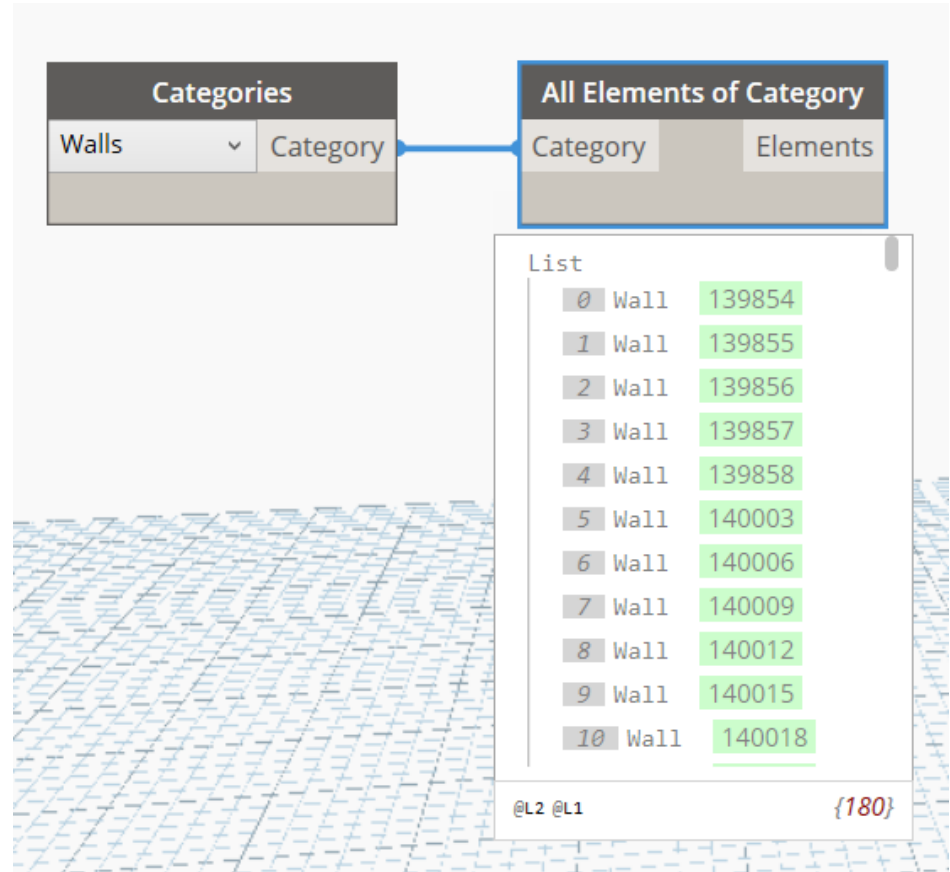 Categories
Walls Category
All Elements of Category
Category Elements
List
0 Wall 139854
1 Wall 139855
2 Wall 139856
3 Wall 139857
4 Wall 139858
5 Wall 140003
6 Wall 140006
7 Wall 140009
8 Wall 140012
9 Wall 140015
10 Wall 140018
@L2 @L1 {180}